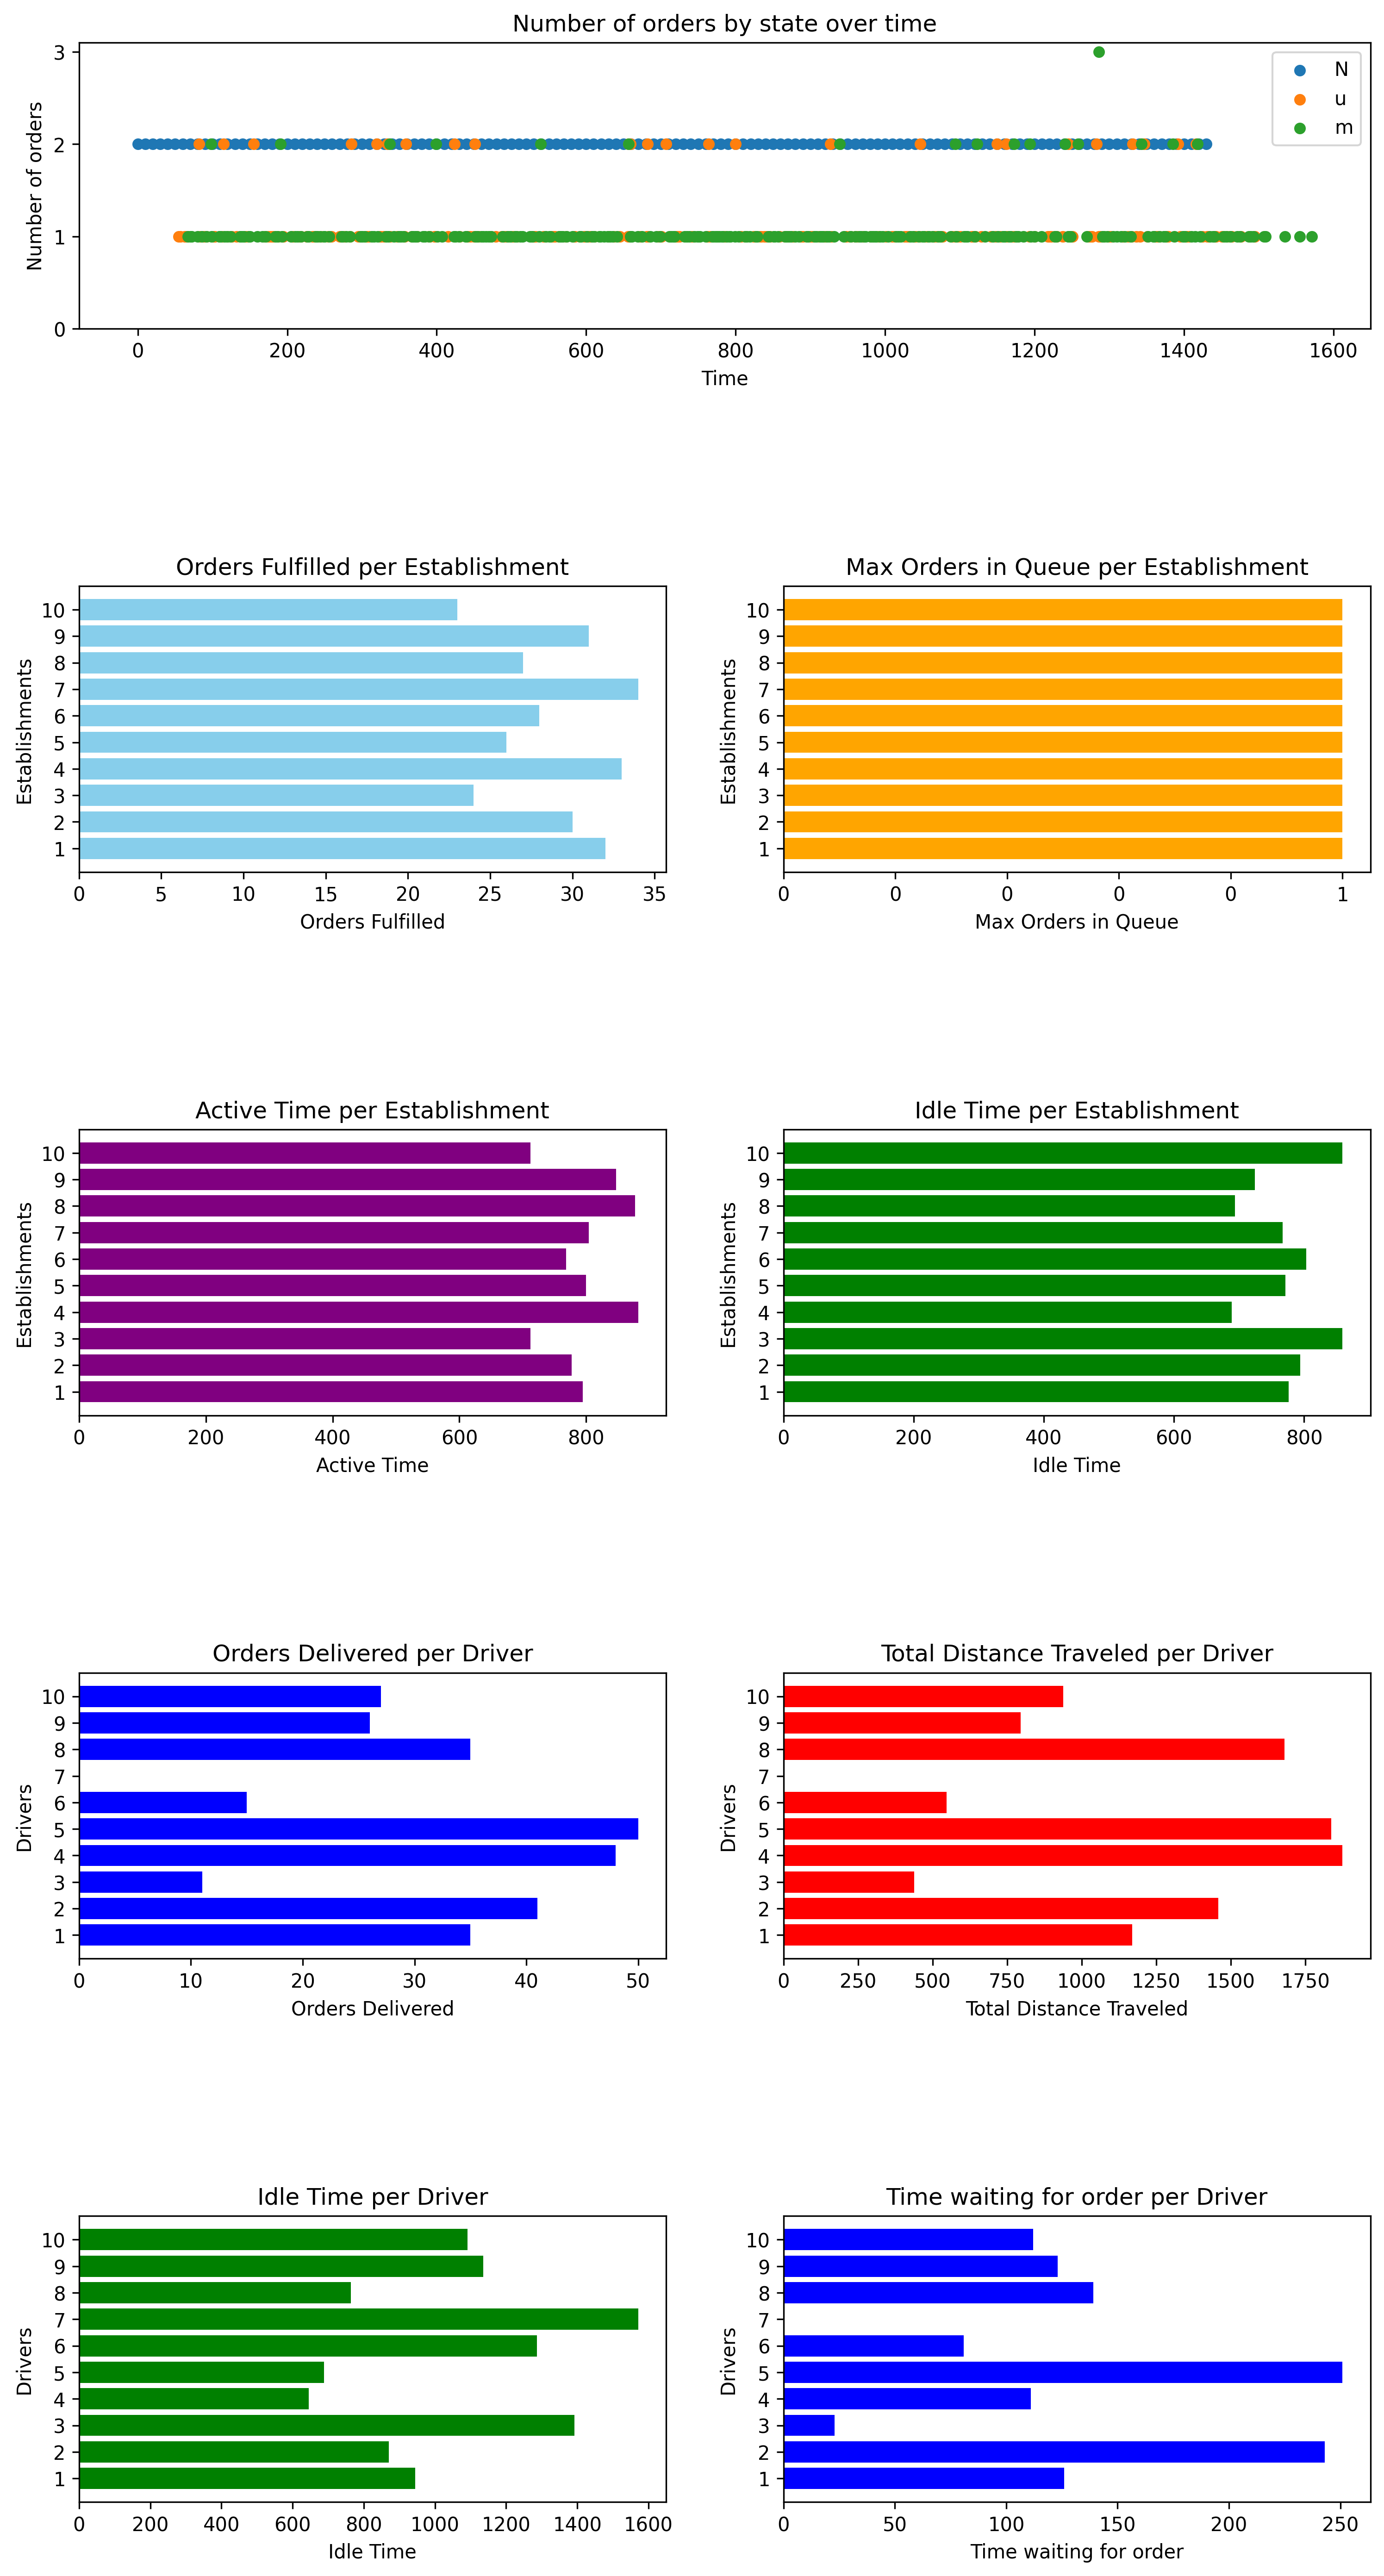 Number of orders by state over time
Number of orders
3
2
1
0
N
u
m
0 200 400 600 800 1000 1200 1400 1600
Time
Orders Fulfilled per Establishment
Establishments
10
9
8
7
6
5
4
3
2
1
0 5 10 15 20 25 30 35
Orders Fulfilled
Max Orders in Queue per Establishment
Establishments
10
9
8
7
6
5
4
3
2
1
0 0 0 0 0 1
Max Orders in Queue
Active Time per Establishment
Establishments
10
9
8
7
6
5
4
3
2
1
0 200 400 600 800
Active Time
Idle Time per Establishment
Establishments
10
9
8
7
6
5
4
3
2
1
0 200 400 600 800
Idle Time
Orders Delivered per Driver
Drivers
10
9
8
7
6
5
4
3
2
1
0 10 20 30 40 50
Orders Delivered
Total Distance Traveled per Driver
Drivers
10
9
8
7
6
5
4
3
2
1
0 250 500 750 1000 1250 1500 1750
Total Distance Traveled
Idle Time per Driver
Drivers
10
9
8
7
6
5
4
3
2
1
0 200 400 600 800 1000 1200 1400 1600
Idle Time
Time waiting for order per Driver
Drivers
10
9
8
7
6
5
4
3
2
1
0 50 100 150 200 250
Time waiting for order